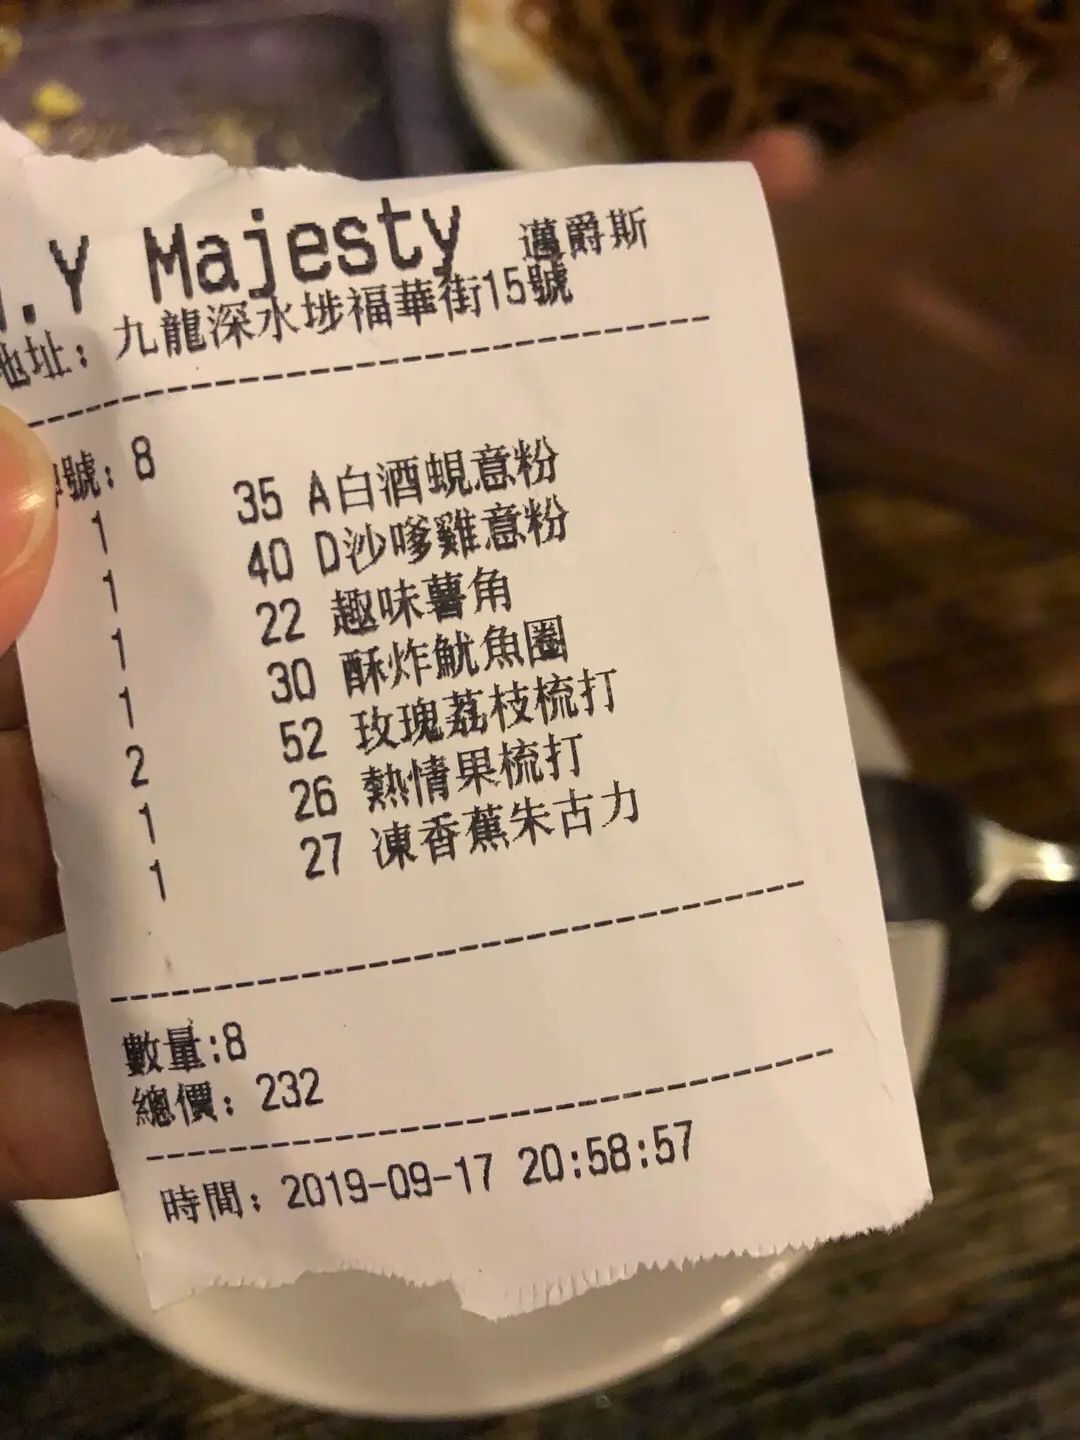 .Y Majesty 邁爵斯
地址: 九龍深水埗福華街15號
單號: 8
1 35 A白酒蜆意粉
1 40 D沙嗲雞意粉
1 22 趣味薯角
1 30 酥炸魷魚圈
2 52 玫瑰荔枝梳打
1 26 熱情果梳打
1 27 凍香蕉朱古力
數量:8
總價: 232
時間: 2019-09-17 20:58:57